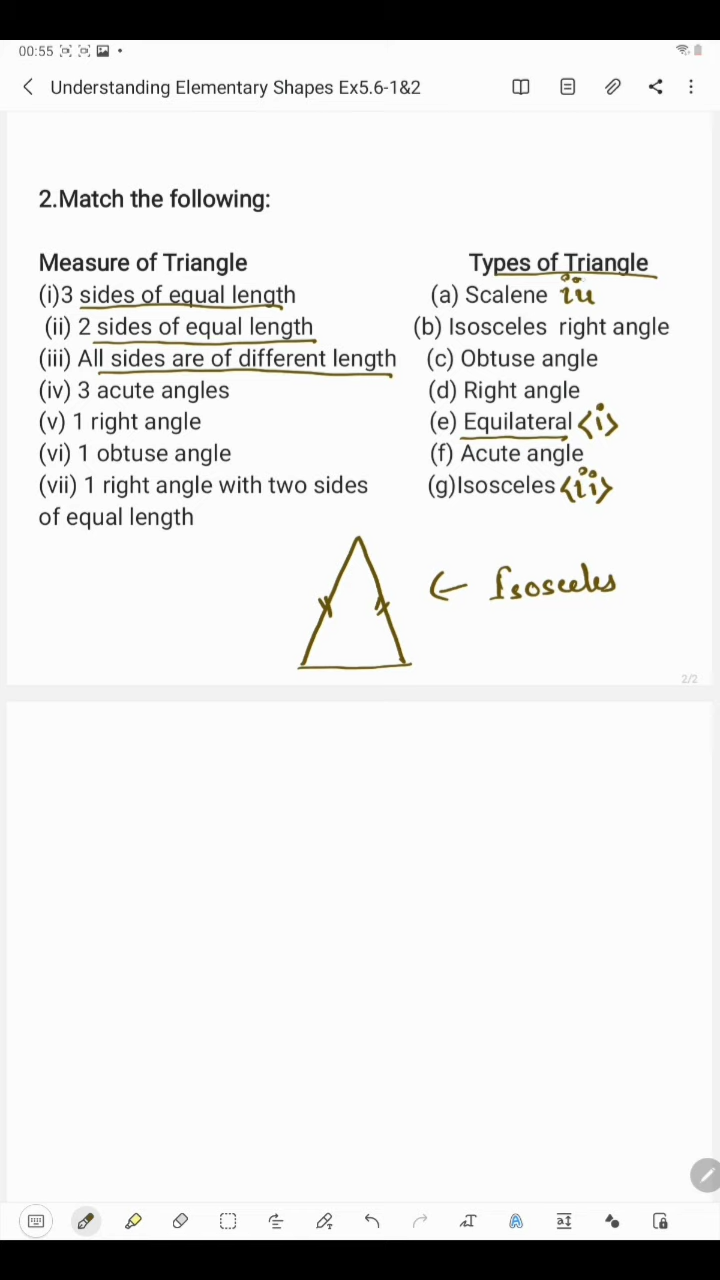 00:55
Understanding Elementary Shapes Ex5.6-1&2
2.Match the following:
Measure of Triangle Types of Triangle
(i)3 sides of equal length (a) Scalene iii
(ii) 2 sides of equal length (b) Isosceles right angle
(iii) All sides are of different length (c) Obtuse angle
(iv) 3 acute angles (d) Right angle
(v) 1 right angle (e) Equilateral <i>
(vi) 1 obtuse angle (f) Acute angle
(vii) 1 right angle with two sides (g)Isosceles <ii>
of equal length
← Isosceles
2/2